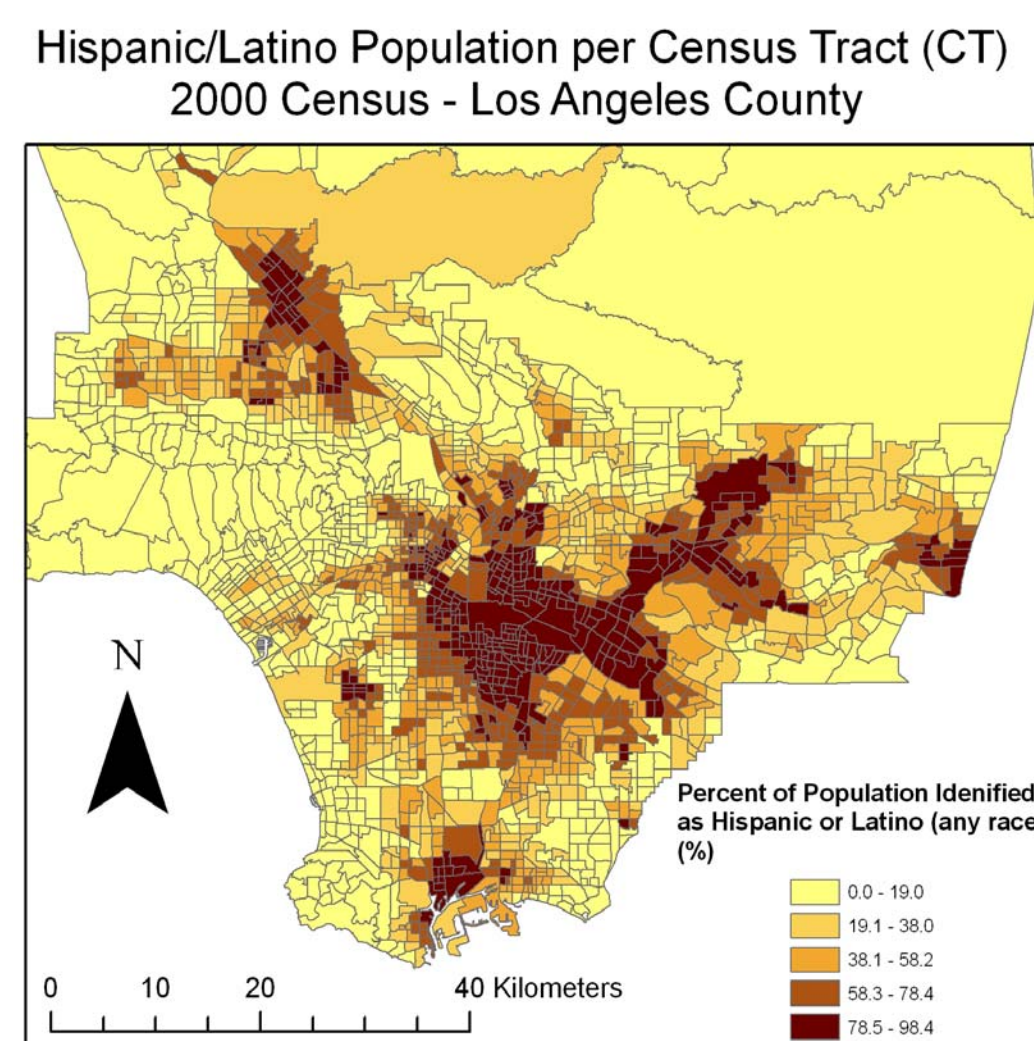 Hispanic/Latino Population per Census Tract (CT)
2000 Census - Los Angeles County
N
0 10 20 40 Kilometers
Percent of Population Idenified
as Hispanic or Latino (any race
(%)
0.0 - 19.0
19.1 - 38.0
38.1 - 58.2
58.3 - 78.4
78.5 - 98.4